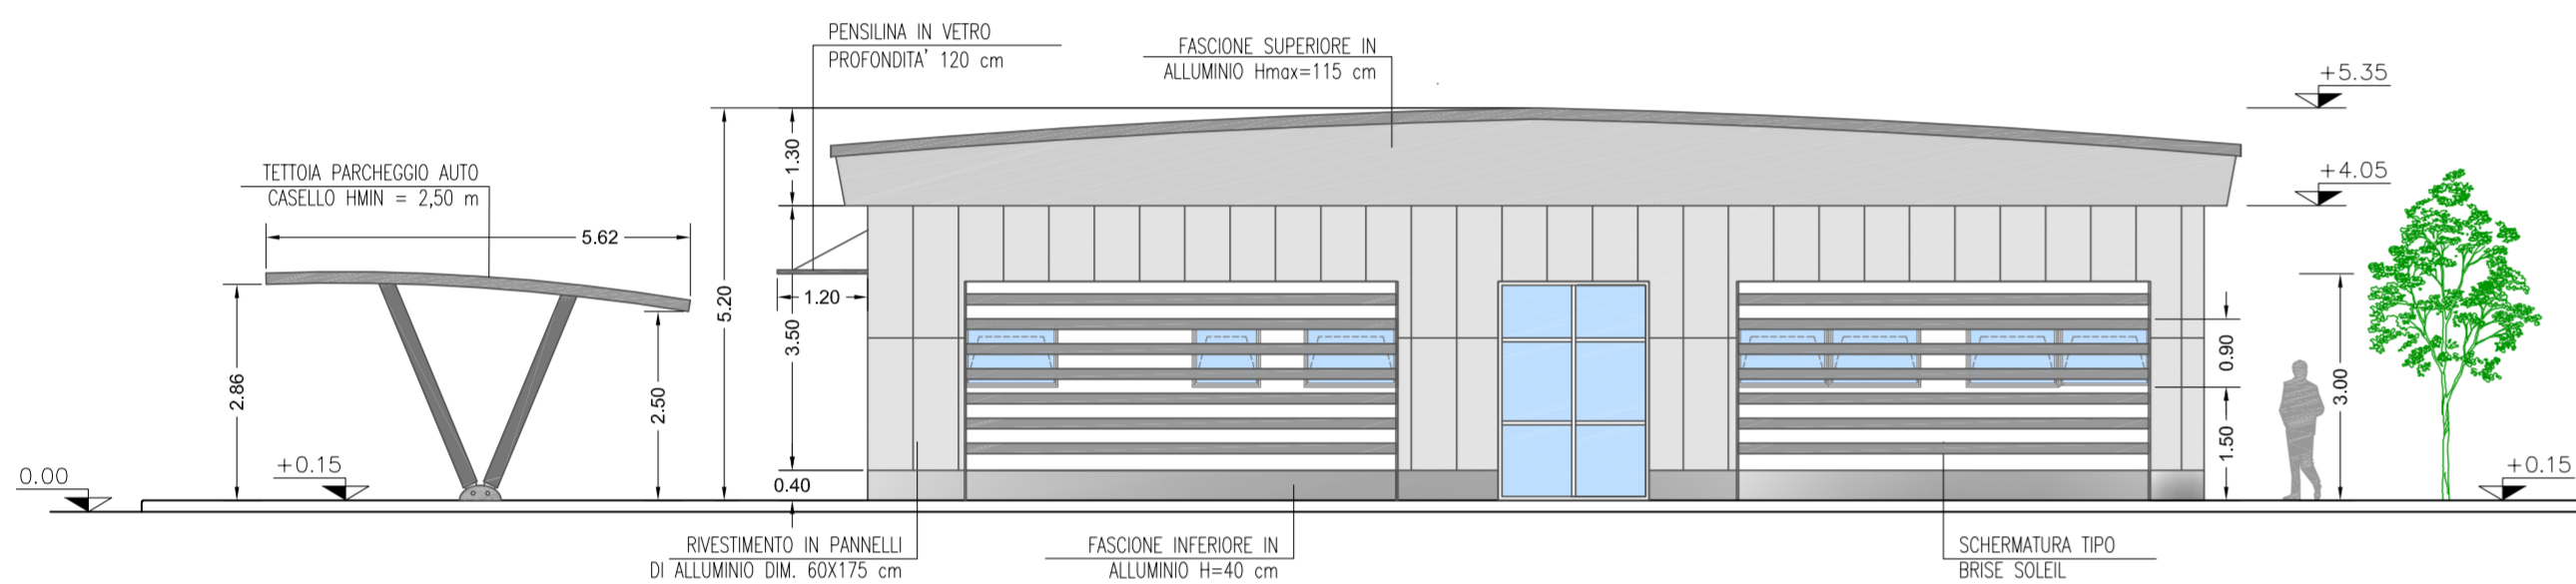 PENSILINA IN VETRO
PROFONDITA' 120 cm
FASCIONE SUPERIORE IN
ALLUMINIO Hmax=115 cm
+5.35
+4.05
TETTOIA PARCHEGGIO AUTO
CASELLO HMIN = 2,50 m
5.62
1.30
5.20
1.20
3.50
2.86
2.50
0.90
3.00
1.50
0.00
+0.15
0.40
+0.15
RIVESTIMENTO IN PANNELLI
DI ALLUMINIO DIM. 60X175 cm
FASCIONE INFERIORE IN
ALLUMINIO H=40 cm
SCHERMATURA TIPO
BRISE SOLEIL